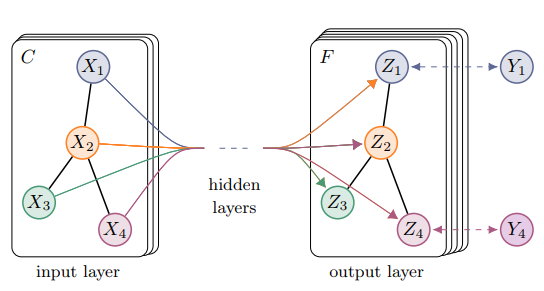 C
X₁
X₂
X₃
X₄
input layer
hidden
layers
F
Z₁
Z₂
Z₃
Z₄
output layer
Y₁
Y₄